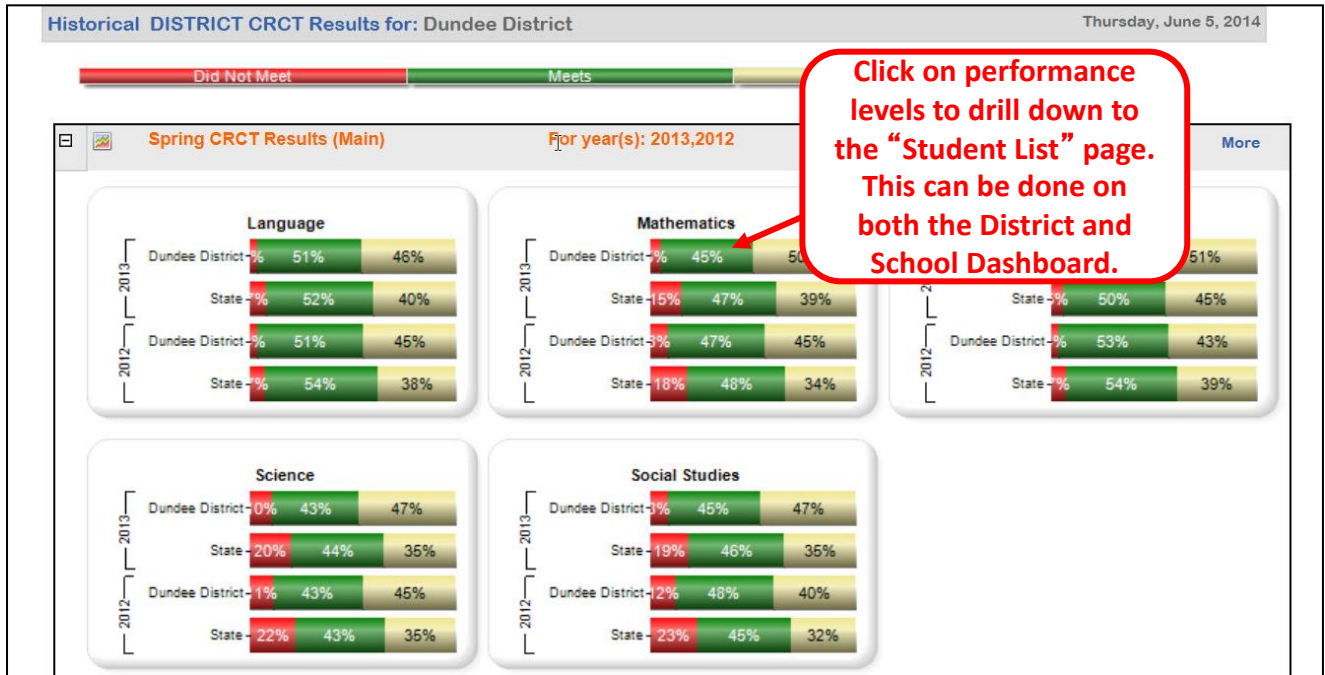 Historical DISTRICT CRCT Results for: Dundee District
Thursday, June 5, 2014
Did Not Meet Meets
Click on performance
levels to drill down to
the “Student List” page.
This can be done on
both the District and
School Dashboard.
Spring CRCT Results (Main) For year(s): 2013,2012 More
Language
2013
Dundee District % 51% 46%
State % 52% 40%
2012
Dundee District % 51% 45%
State % 54% 38%
Mathematics
2013
Dundee District % 45%
State 15% 47% 39%
2012
Dundee District 47% 45%
State 18% 48% 34%
51%
State 50% 45%
2012
Dundee District % 53% 43%
State 54% 39%
Science
2013
Dundee District 0% 43% 47%
State 20% 44% 35%
2012
Dundee District 1% 43% 45%
State 22% 43% 35%
Social Studies
2013
Dundee District 45% 47%
State 19% 46% 35%
2012
Dundee District 12% 48% 40%
State 23% 45% 32%